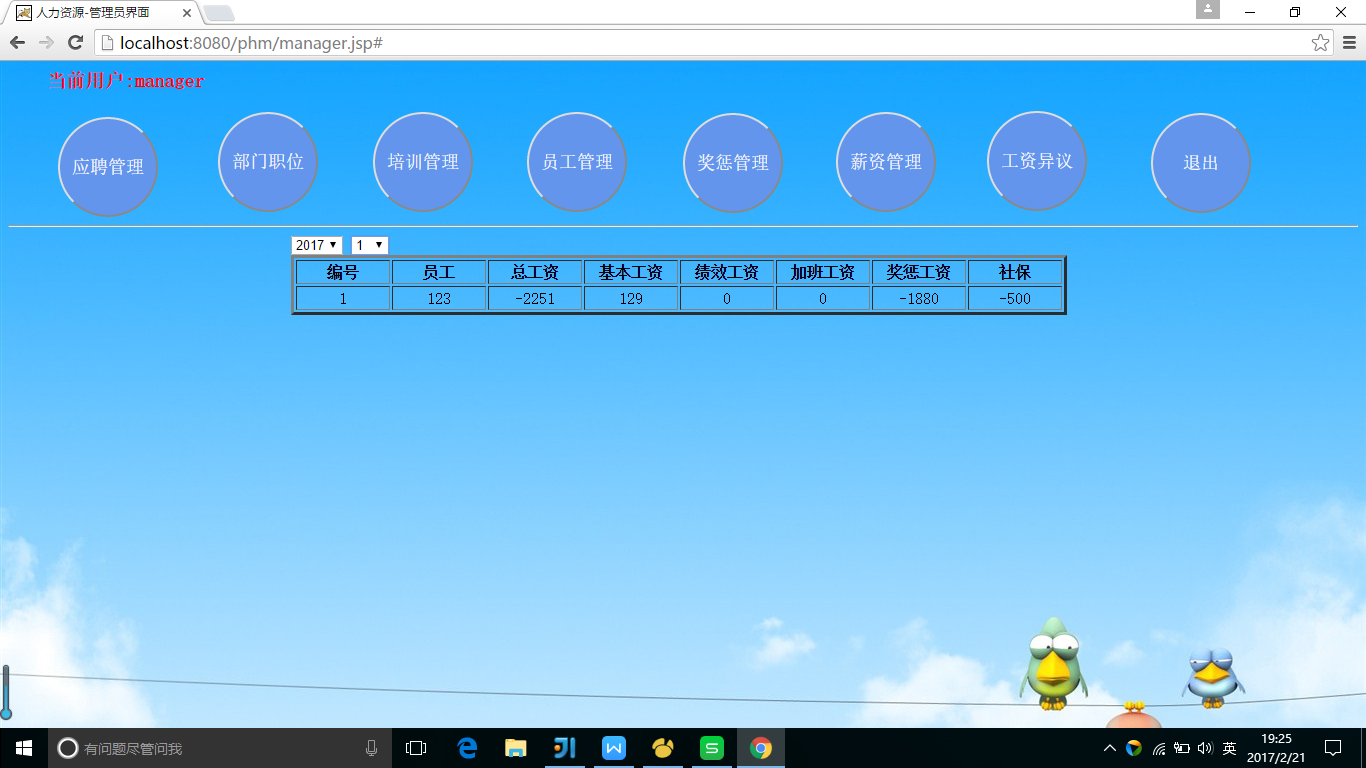 人力资源-管理员界面
localhost:8080/phm/manager.jsp#
当前用户:manager
应聘管理 部门职位 培训管理 员工管理 奖惩管理 薪资管理 工资异议 退出
2017 1
编号 员工 总工资 基本工资 绩效工资 加班工资 奖惩工资 社保
1 123 -2251 129 0 0 -1880 -500
有问题尽管问我
英
19:25
2017/2/21